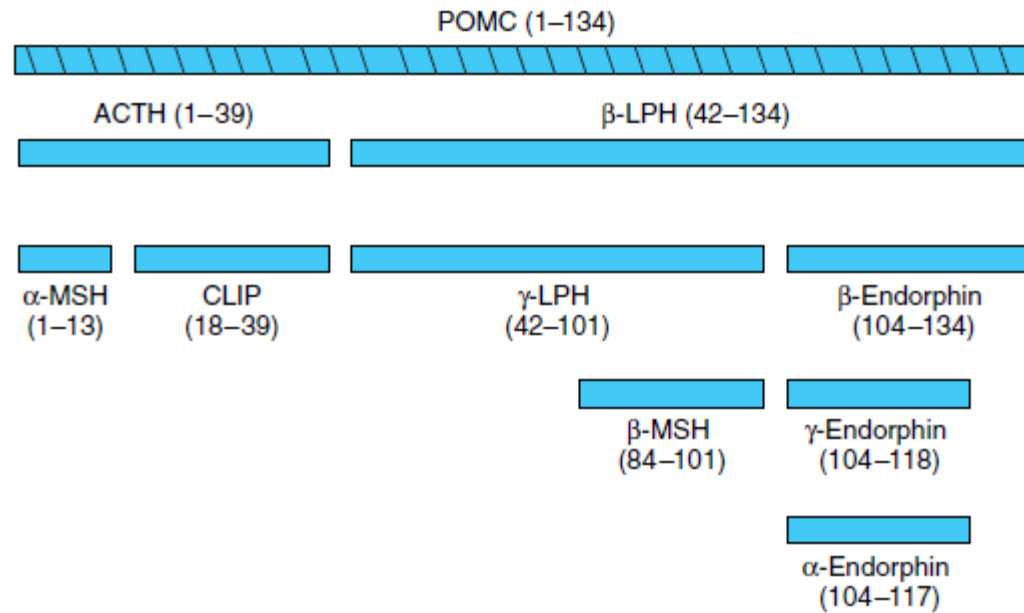 POMC (1–134)
ACTH (1–39)
β-LPH (42–134)
α-MSH
(1–13)
CLIP
(18–39)
γ-LPH
(42–101)
β-Endorphin
(104–134)
β-MSH
(84–101)
γ-Endorphin
(104–118)
α-Endorphin
(104–117)